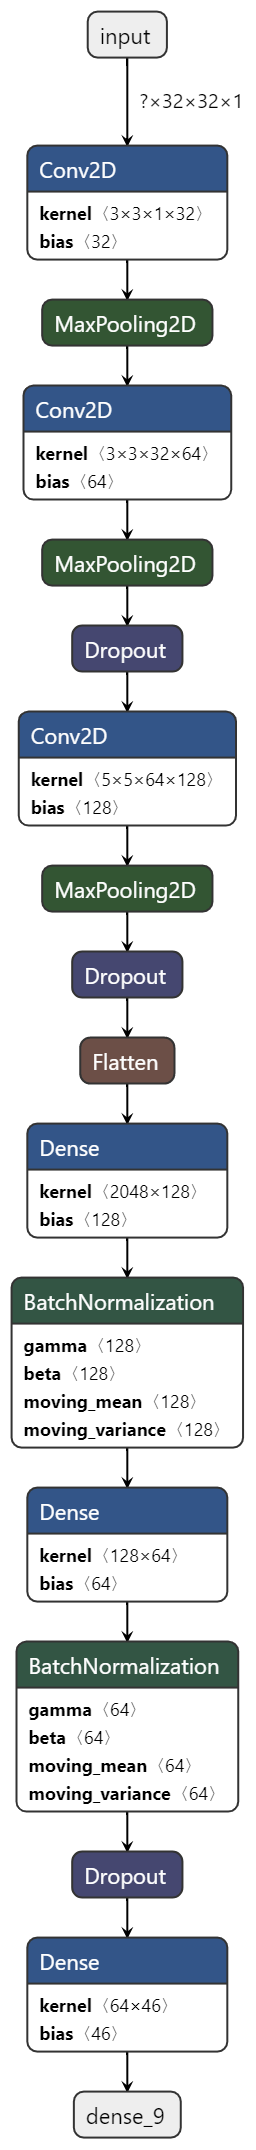 input
?×32×32×1
Conv2D
kernel〈3×3×1×32〉
bias〈32〉
MaxPooling2D
Conv2D
kernel〈3×3×32×64〉
bias〈64〉
MaxPooling2D
Dropout
Conv2D
kernel〈5×5×64×128〉
bias〈128〉
MaxPooling2D
Dropout
Flatten
Dense
kernel〈2048×128〉
bias〈128〉
BatchNormalization
gamma〈128〉
beta〈128〉
moving_mean〈128〉
moving_variance〈128〉
Dense
kernel〈128×64〉
bias〈64〉
BatchNormalization
gamma〈64〉
beta〈64〉
moving_mean〈64〉
moving_variance〈64〉
Dropout
Dense
kernel〈64×46〉
bias〈46〉
dense_9